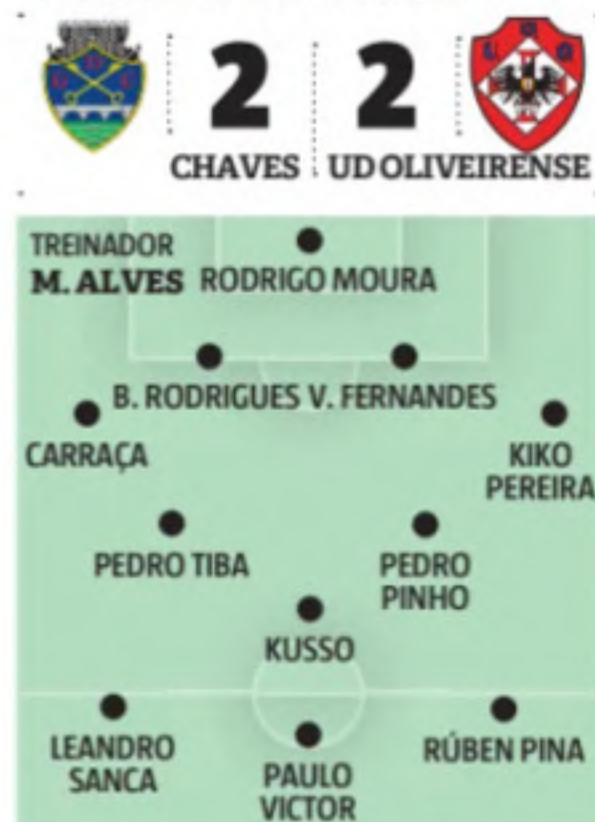 2 2
CHAVES UD OLIVEIRENSE
TREINADOR
M. ALVES RODRIGO MOURA
B. RODRIGUES V. FERNANDES
CARRAÇA
KIKO
PEREIRA
PEDRO TIBA
PEDRO
PINHO
KUSSO
LEANDRO
SANCA
PAULO
VICTOR
RÚBEN PINA